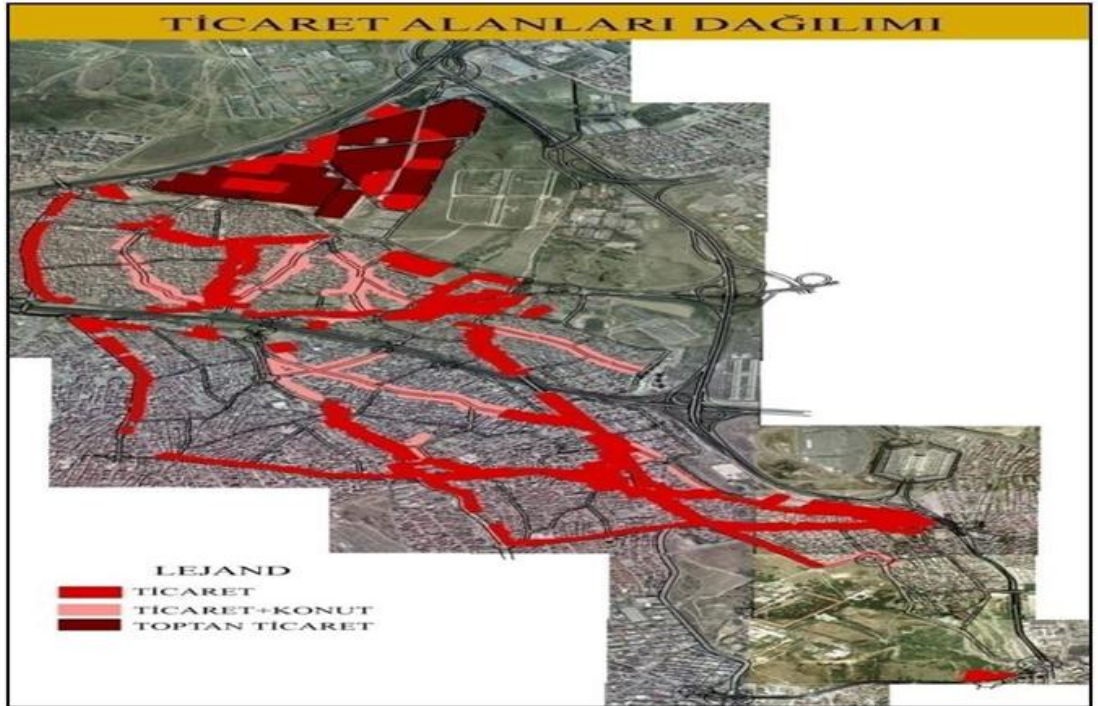 TİCARET ALANLARI DAĞILIMI
LEJAND
TİCARET
TİCARET+KONUT
TOPTAN TİCARET